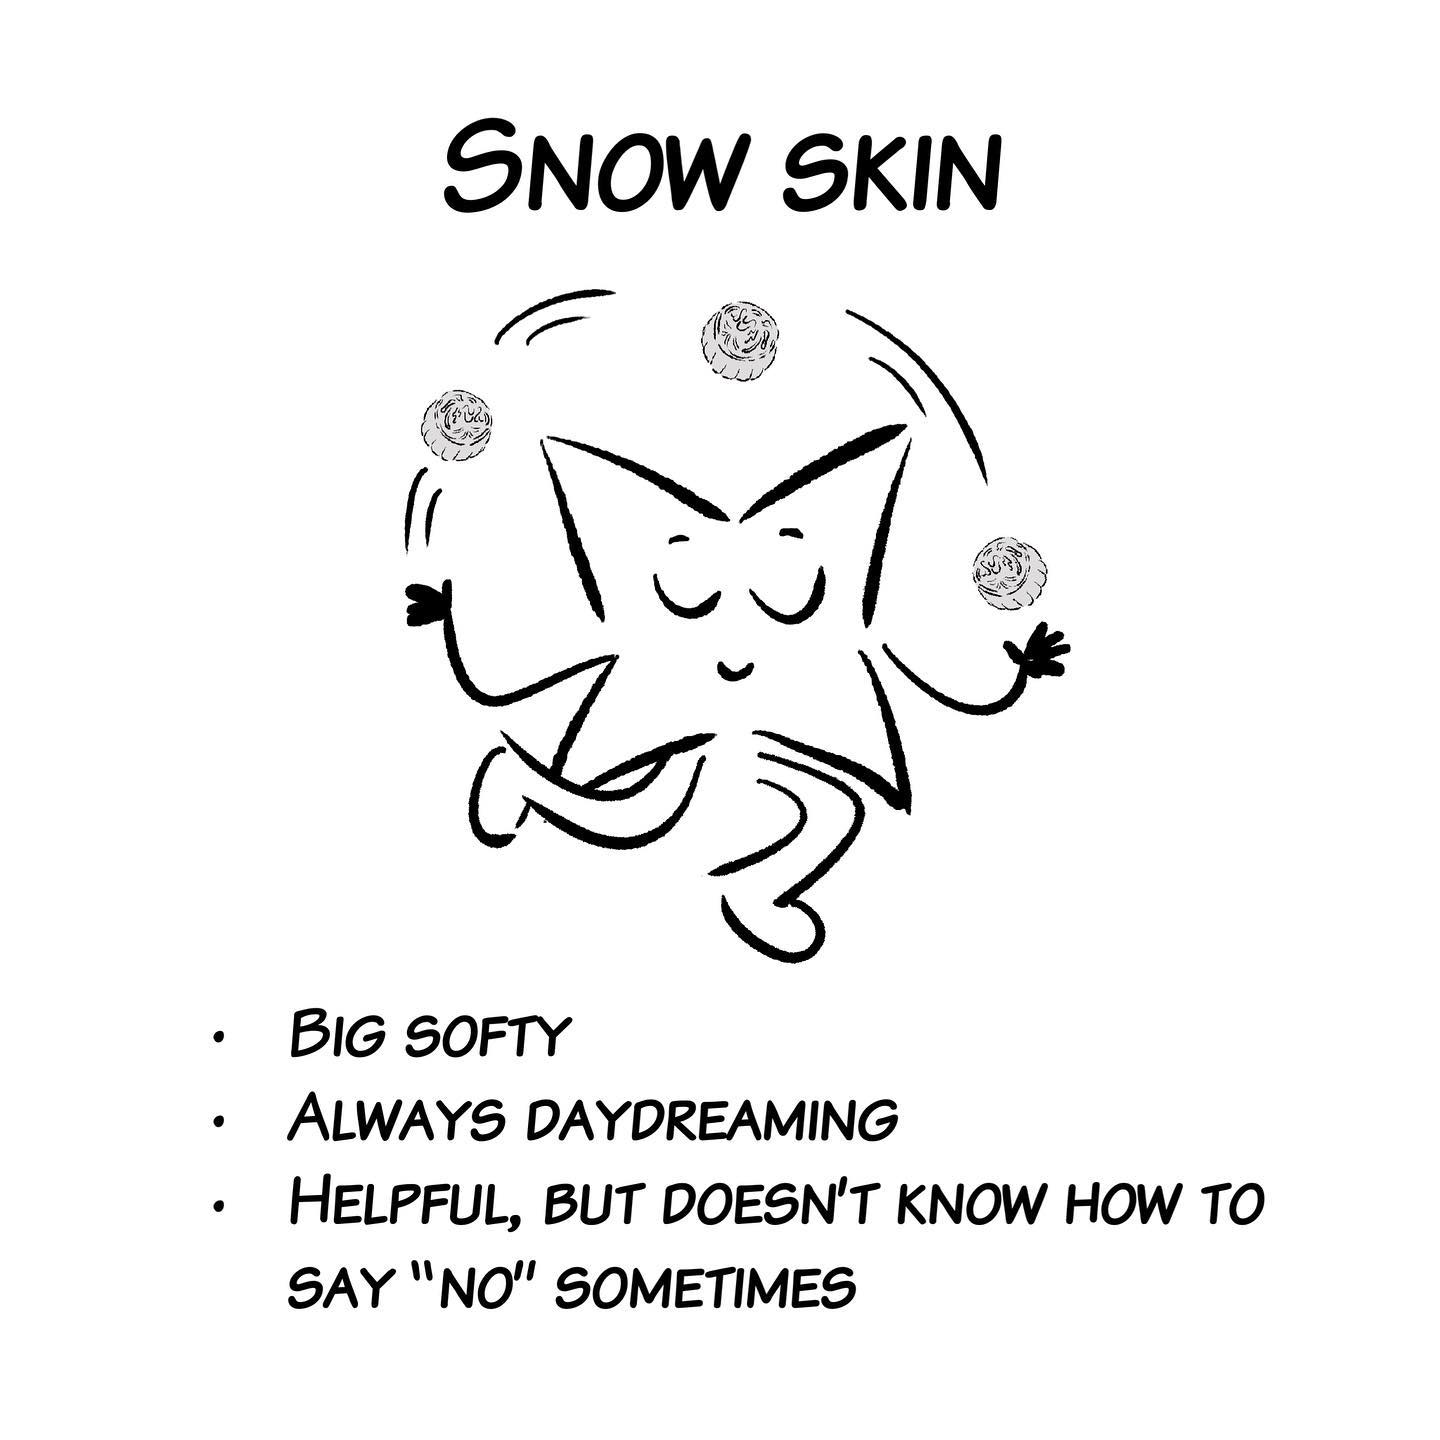 Snow skin
• Big softy
• Always daydreaming
• Helpful, but doesn't know how to
say “no” sometimes